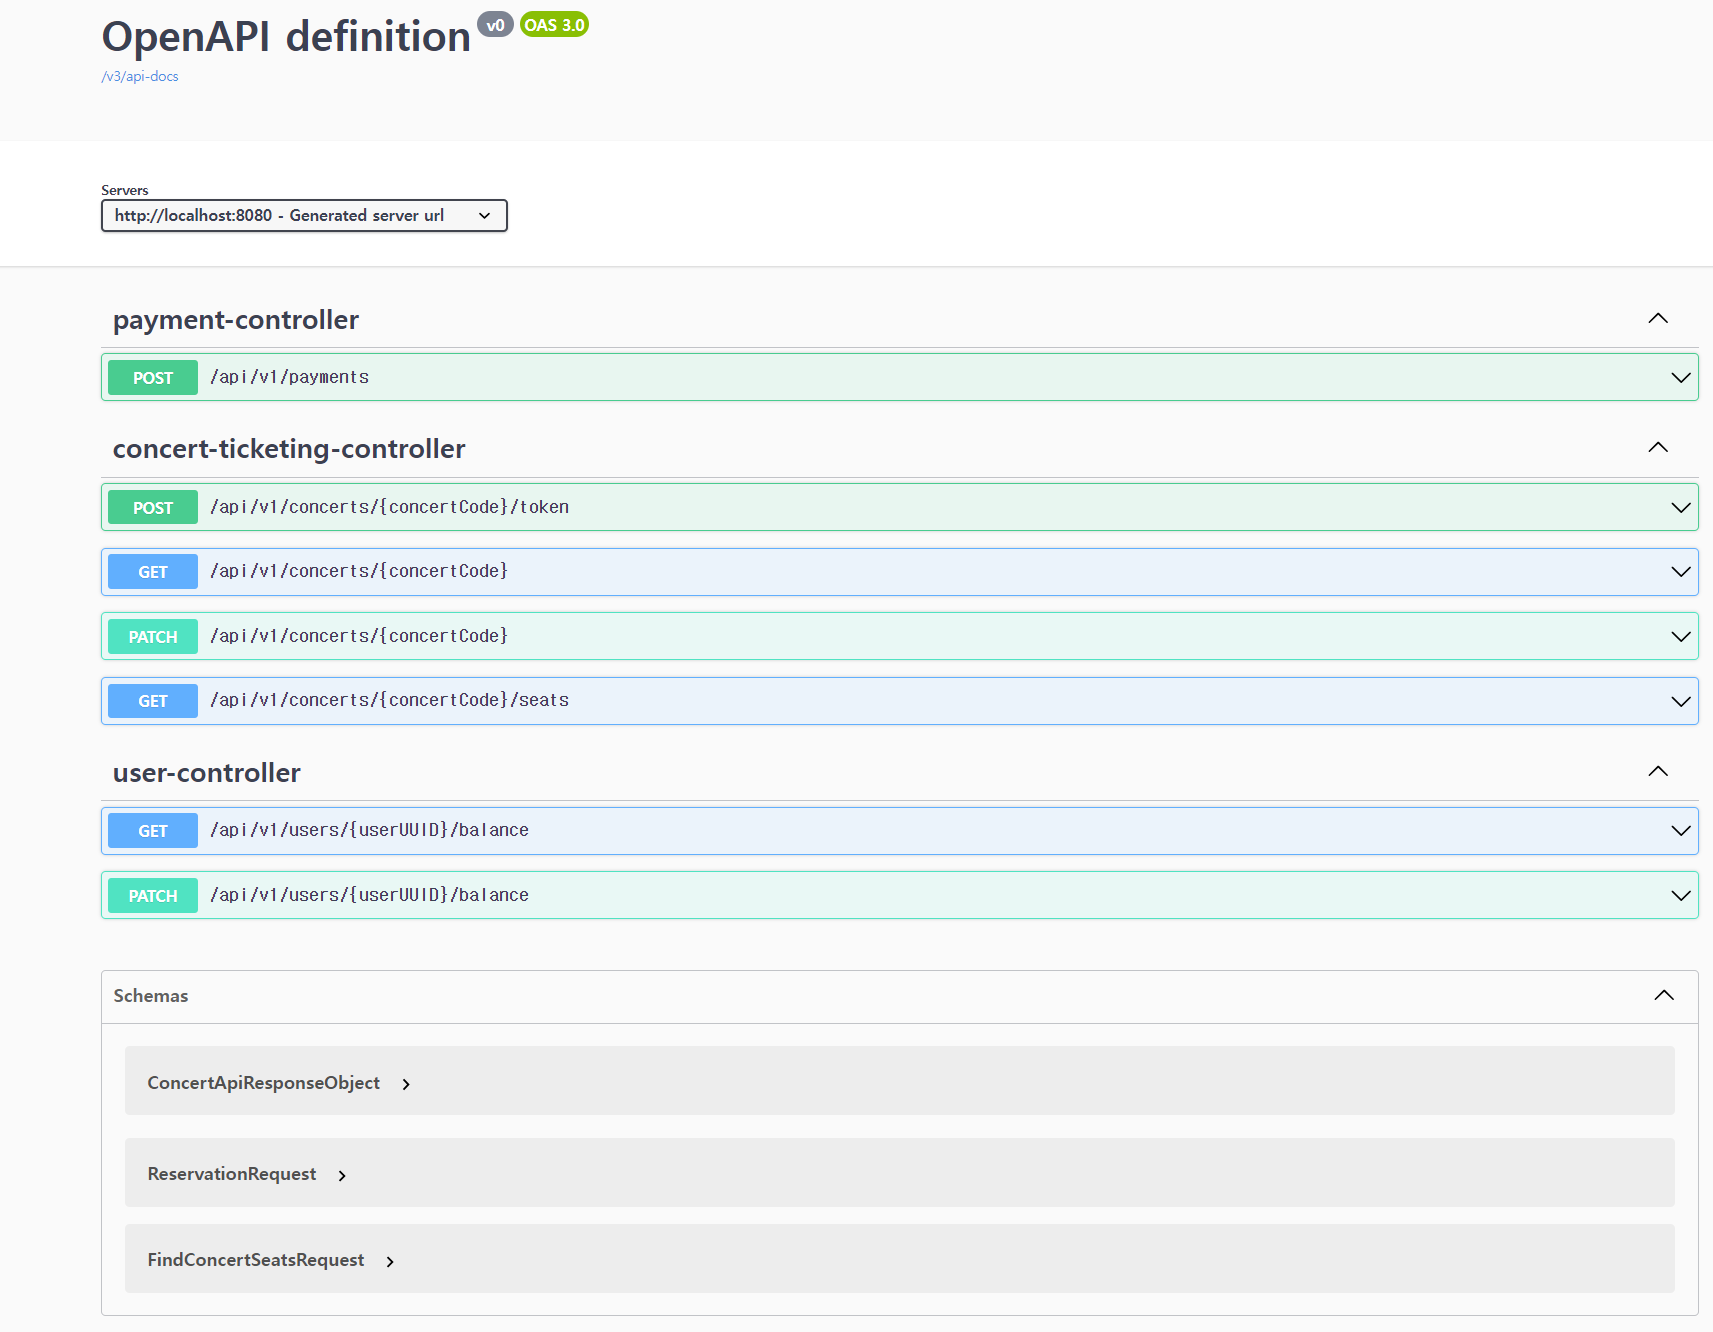 OpenAPI definition v0 OAS 3.0
/v3/api-docs
Servers
http://localhost:8080 - Generated server url
payment-controller
POST /api/v1/payments
concert-ticketing-controller
POST /api/v1/concerts/{concertCode}/token
GET /api/v1/concerts/{concertCode}
PATCH /api/v1/concerts/{concertCode}
GET /api/v1/concerts/{concertCode}/seats
user-controller
GET /api/v1/users/{userUUID}/balance
PATCH /api/v1/users/{userUUID}/balance
Schemas
ConcertApiResponseObject
ReservationRequest
FindConcertSeatsRequest